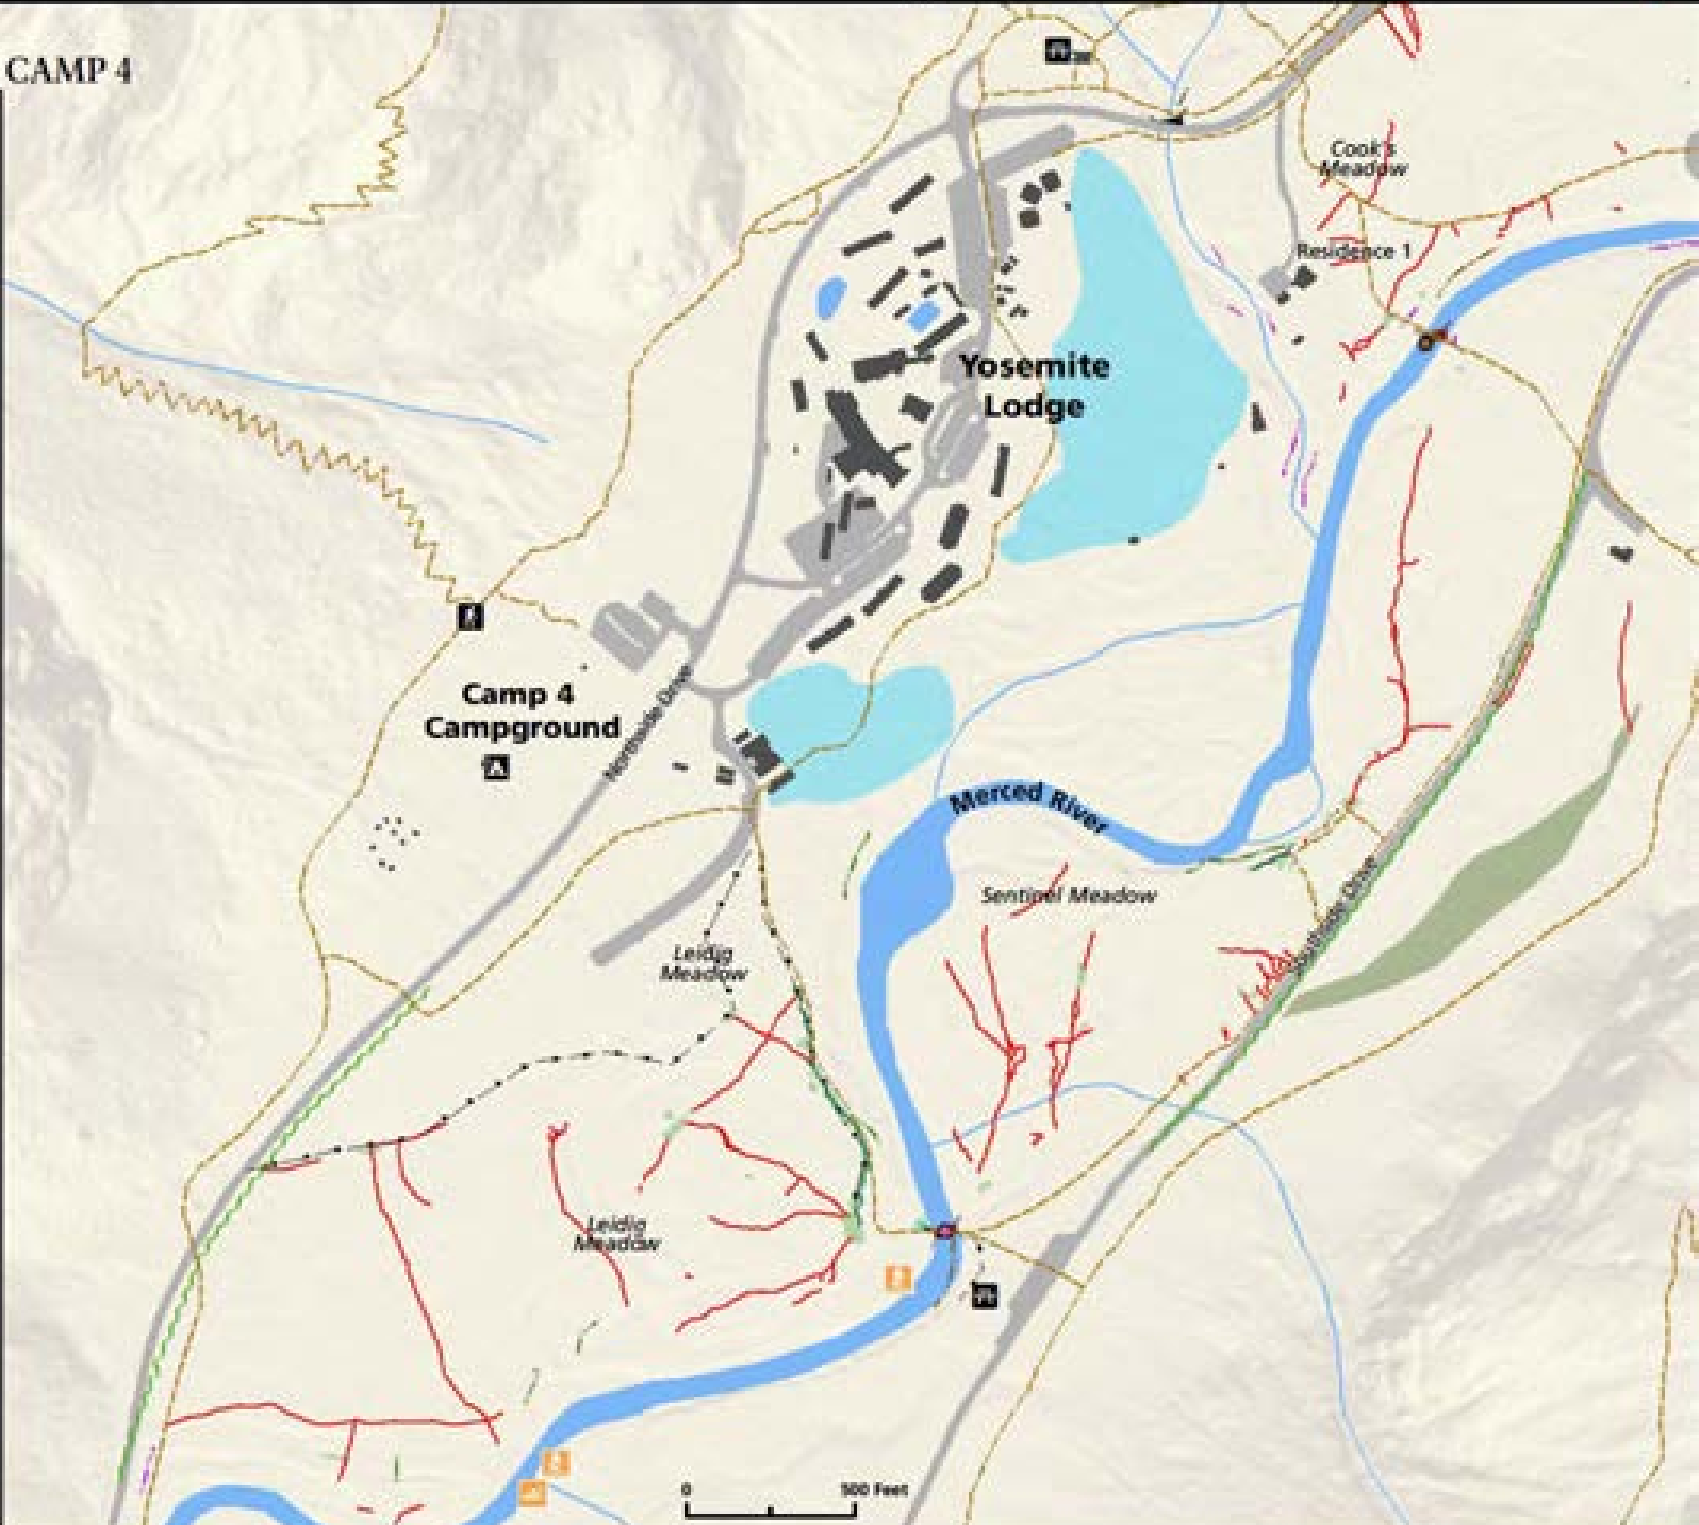 CAMP 4
Cook's
Meadow
Residence 1
Yosemite
Lodge
Camp 4
Campground
Northside Drive
Merced River
Sentinel Meadow
Southside Drive
Leidig
Meadow
Leidig
Meadow
0
500 Feet